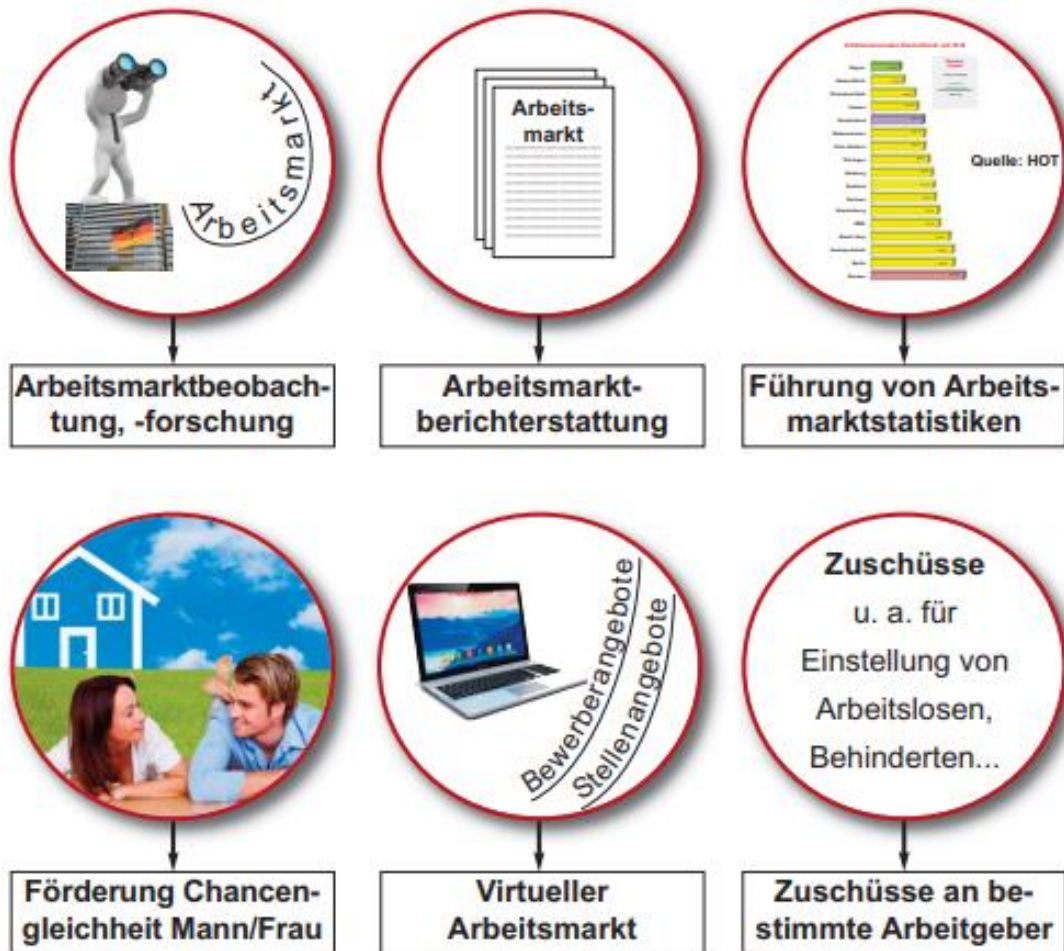 Arbeitsmarkt
Arbeits-
markt
Quelle: HOT
Arbeitsmarktbeobach-
tung, -forschung
Arbeitsmarkt-
berichterstattung
Führung von Arbeits-
marktstatistiken
Bewerberangebote
Stellenangebote
Zuschüsse
u. a. für
Einstellung von
Arbeitslosen,
Behinderten...
Förderung Chancen-
gleichheit Mann/Frau
Virtueller
Arbeitsmarkt
Zuschüsse an be-
stimmte Arbeitgeber